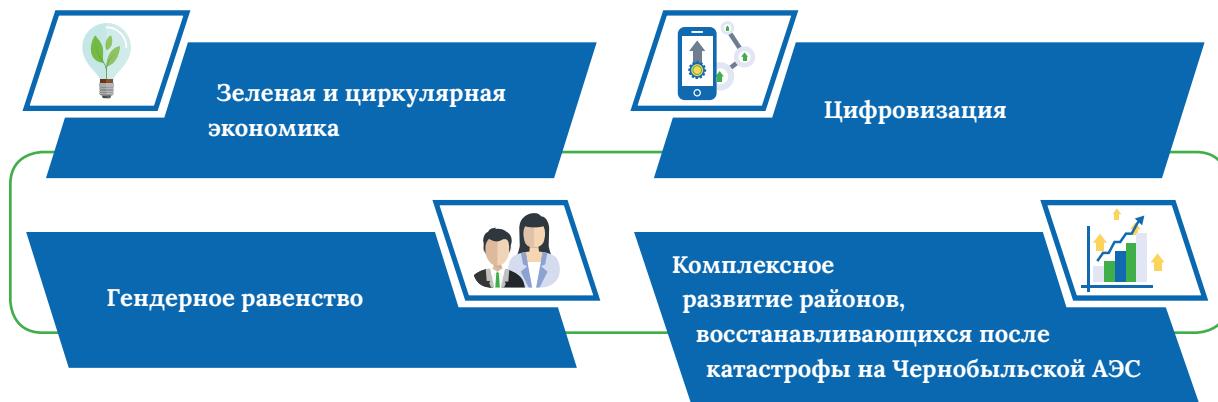 Зеленая и циркулярная
экономика
Цифровизация
Гендерное равенство
Комплексное
развитие районов,
восстанавливающихся после
катастрофы на Чернобыльской АЭС